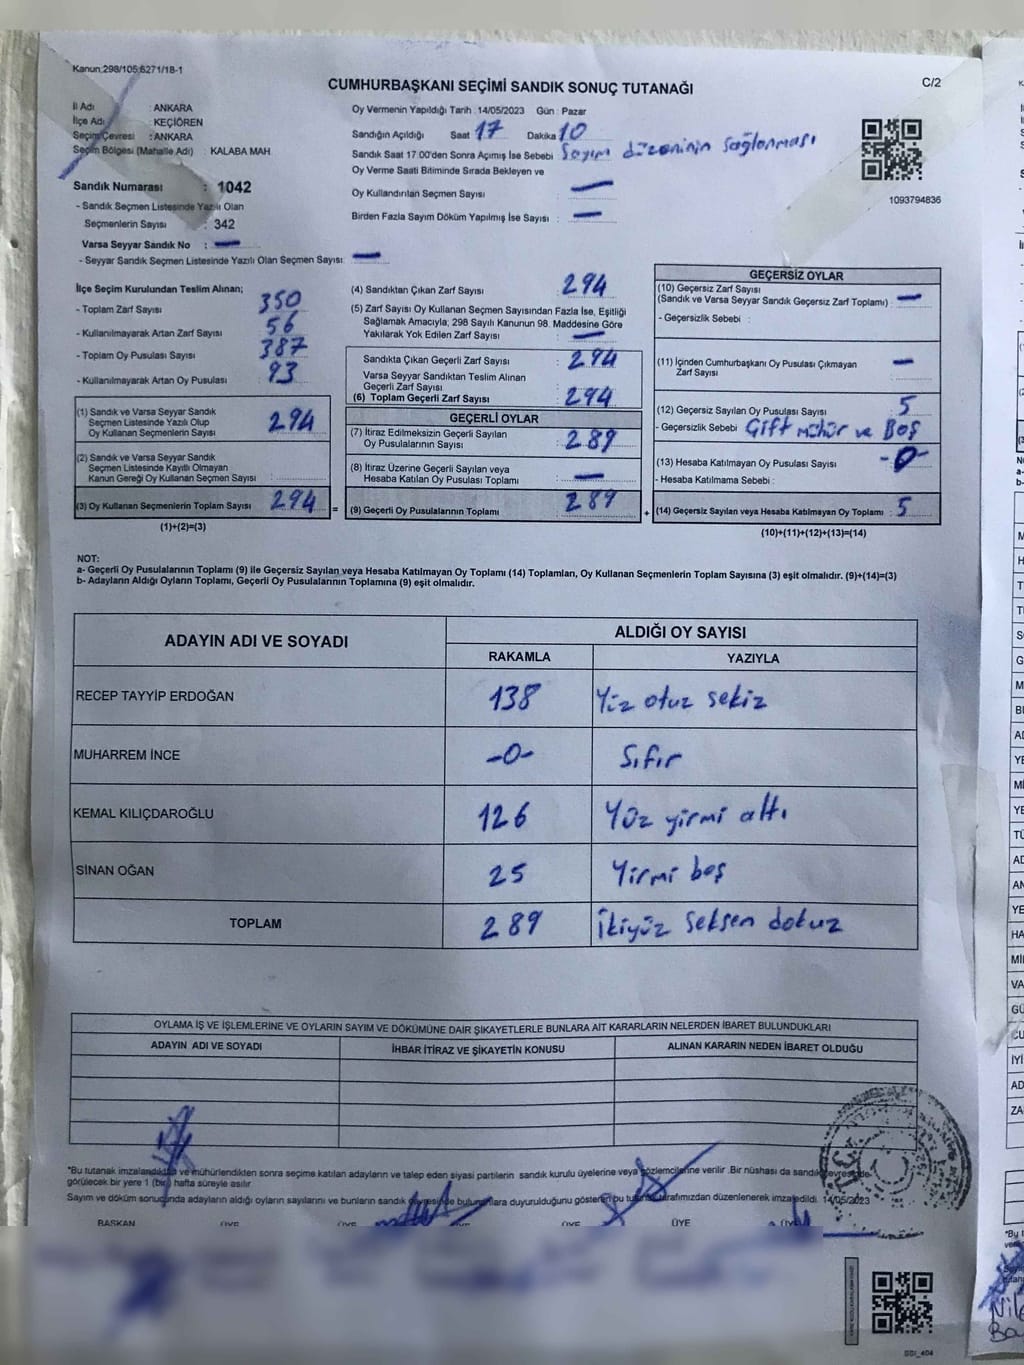 Kanun:298/105;6271/18-1
C/2
CUMHURBAŞKANI SEÇİMİ SANDIK SONUÇ TUTANAĞI
İl Adı : ANKARA
İlçe Adı : KEÇİÖREN
Seçim Çevresi : ANKARA
Seçim Bölgesi (Mahalle Adı) : KALABA MAH.
Sandık Numarası : 1042
- Sandık Seçmen Listesinde Yazılı Olan
Seçmenlerin Sayısı : 342
Varsa Seyyar Sandık No : —
- Seyyar Sandık Seçmen Listesinde Yazılı Olan Seçmen Sayısı: —
Oy Vermenin Yapıldığı Tarih : 14/05/2023 Gün : Pazar
Sandığın Açıldığı Saat 17 Dakika 10
Sandık Saat 17:00'den Sonra Açımış İse Sebebi Sayım düzeninin sağlanması
Oy Verme Saati Bitiminde Sırada Bekleyen ve
Oy Kullandırılan Seçmen Sayısı : —
Birden Fazla Sayım Döküm Yapılmış İse Sayısı : —
1093794836
İlçe Seçim Kurulundan Teslim Alınan;
- Toplam Zarf Sayısı : 350
- Kullanılmayarak Artan Zarf Sayısı : 56
- Toplam Oy Pusulası Sayısı : 387
- Kullanılmayarak Artan Oy Pusulası : 93
(1) Sandık ve Varsa Seyyar Sandık
Seçmen Listesinde Yazılı Olup
Oy Kullanan Seçmenlerin Sayısı : 294
(2) Sandık ve Varsa Seyyar Sandık
Seçmen Listesinde Kayıtlı Olmayan
Kanun Gereği Oy Kullanan Seçmen Sayısı :
(3) Oy Kullanan Seçmenlerin Toplam Sayısı : 294
(1)+(2)=(3)
(4) Sandıktan Çıkan Zarf Sayısı : 294
(5) Zarf Sayısı Oy Kullanan Seçmen Sayısından Fazla İse, Eşitliği
Sağlamak Amacıyla; 298 Sayılı Kanunun 98. Maddesine Göre
Yakılarak Yok Edilen Zarf Sayısı : —
Sandıkta Çıkan Geçerli Zarf Sayısı : 294
Varsa Seyyar Sandıktan Teslim Alınan
Geçerli Zarf Sayısı :
(6) Toplam Geçerli Zarf Sayısı : 294
GEÇERLİ OYLAR
(7) İtiraz Edilmeksizin Geçerli Sayılan
Oy Pusulalarının Sayısı : 289
(8) İtiraz Üzerine Geçerli Sayılan veya
Hesaba Katılan Oy Pusulası Toplamı : —
= (9) Geçerli Oy Pusulalarının Toplamı : 289
GEÇERSİZ OYLAR
(10) Geçersiz Zarf Sayısı
(Sandık ve Varsa Seyyar Sandık Geçersiz Zarf Toplamı) : —
- Geçersizlik Sebebi :
(11) İçinden Cumhurbaşkanı Oy Pusulası Çıkmayan
Zarf Sayısı : —
(12) Geçersiz Sayılan Oy Pusulası Sayısı : 5
- Geçersizlik Sebebi : Çift mühür ve Boş
(13) Hesaba Katılmayan Oy Pusulası Sayısı : -0-
- Hesaba Katılmama Sebebi :
+ (14) Geçersiz Sayılan veya Hesaba Katılmayan Oy Toplamı : 5
(10)+(11)+(12)+(13)=(14)
NOT:
a- Geçerli Oy Pusulalarının Toplamı (9) ile Geçersiz Sayılan veya Hesaba Katılmayan Oy Toplamı (14) Toplamları, Oy Kullanan Seçmenlerin Toplam Sayısına (3) eşit olmalıdır. (9)+(14)=(3)
b- Adayların Aldığı Oyların Toplamı, Geçerli Oy Pusulalarının Toplamına (9) eşit olmalıdır.
ADAYIN ADI VE SOYADI
ALDIĞI OY SAYISI
RAKAMLA YAZIYLA
RECEP TAYYİP ERDOĞAN 138 Yüz otuz sekiz
MUHARREM İNCE -0- Sıfır
KEMAL KILIÇDAROĞLU 126 Yüz yirmi altı
SİNAN OĞAN 25 Yirmi beş
TOPLAM 289 İkiyüz seksen dokuz
OYLAMA İŞ VE İŞLEMLERİNE VE OYLARIN SAYIM VE DÖKÜMÜNE DAİR ŞİKAYETLERLE BUNLARA AİT KARARLARIN NELERDEN İBARET BULUNDUKLARI
ADAYIN ADI VE SOYADI İHBAR İTİRAZ VE ŞİKAYETİN KONUSU ALINAN KARARIN NEDEN İBARET OLDUĞU
*Bu tutanak imzalandıktan ve mühürlendikten sonra seçime katılan adayların ve talep eden siyasi partilerin sandık kurulu üyelerine veya gözlemcilerine verilir. Bir nüshası da sandık çevresinde
görülecek bir yere 1 (bir) hafta süreyle asılır.
Sayım ve döküm sonucunda adayların aldığı oyların sayılarını ve bunların sandık çevresinde bulunanlara duyurulduğunu gösteren bu tutanak tarafımızdan düzenlenerek imza edildi. 14/05/2023
BAŞKAN ÜYE ÜYE ÜYE ÜYE ÜYE